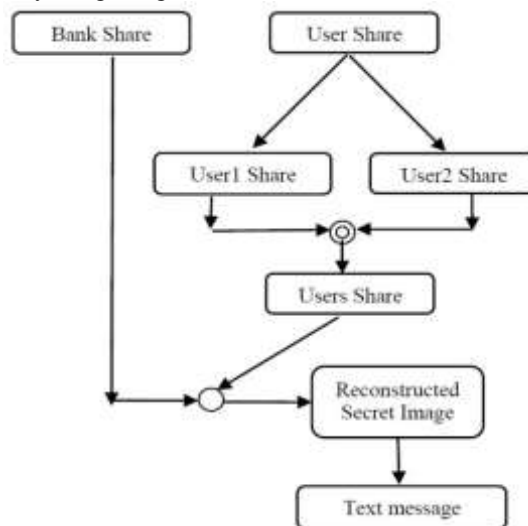 Bank Share
User Share
User1 Share
User2 Share
Users Share
Reconstructed
Secret Image
Text message